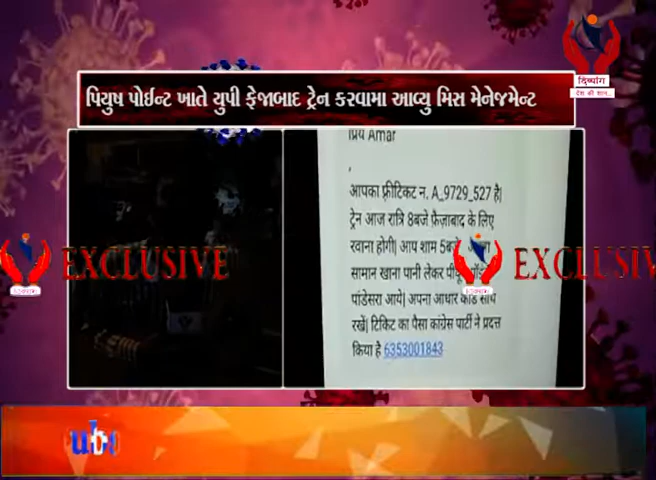 दिव्यांग
પિયુષ પોઈન્ટ ખાતે યુપી ફેજાબાદ ટ્રેન કરવામા આવ્યુ મિસ મેનેજમેન્ટ
प्रिय Amar
,
आपका फ्रीटिकट न. A_9729_527 है|
ट्रेन आज रात्रि 8बजे फ़ैज़ाबाद के लिए
रवाना होगी| आप शाम 5बजे
सामान खाना पानी लेकर
पांडेसरा आये| अपना आधार कार्ड साथ
रखें| टिकिट का पैसा कांग्रेस पार्टी ने प्रदत्त
किया है 6353001843
EXCLUSIVE
EXCLUSIVE